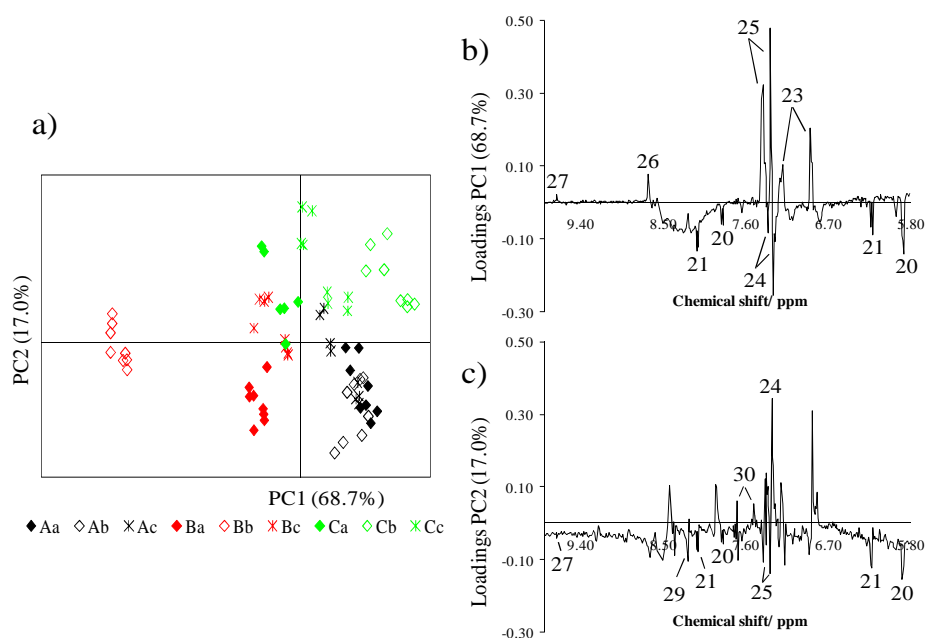 a)
PC2 (17.0%)
PC1 (68.7%)
Aa Ab Ac Ba Bb Bc Ca Cb Cc
b)
Loadings PC1 (68.7%)
0.50
0.30
0.10
-0.10
-0.30
9.40 8.50 7.60 6.70 5.80
27 26 25 23 21 20 24 21 20
Chemical shift/ ppm
c)
Loadings PC2 (17.0%)
0.50
0.30
0.10
-0.10
-0.30
9.40 8.50 7.60 6.70 5.80
27 29 21 20 30 24 25 21 20
Chemical shift/ ppm